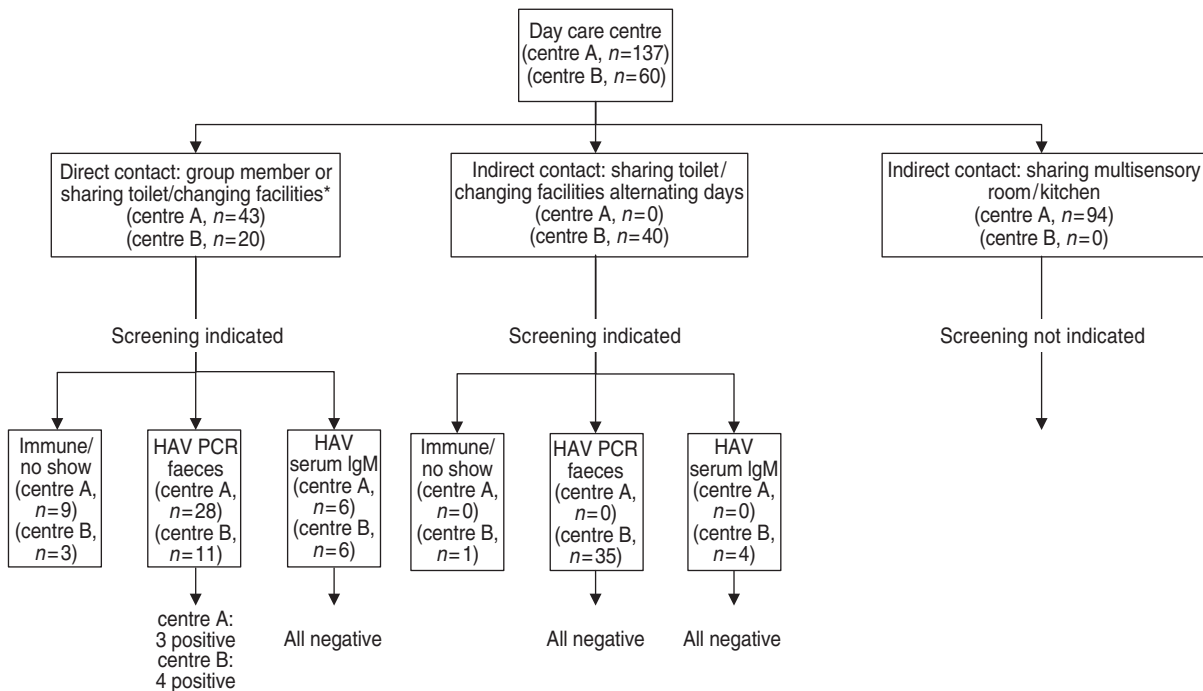 Day care centre
(centre A, n=137)
(centre B, n=60)
Direct contact: group member or
sharing toilet/changing facilities*
(centre A, n=43)
(centre B, n=20)
Indirect contact: sharing toilet/
changing facilities alternating days
(centre A, n=0)
(centre B, n=40)
Indirect contact: sharing multisensory
room/kitchen
(centre A, n=94)
(centre B, n=0)
Screening indicated
Screening indicated
Screening not indicated
Immune/
no show
(centre A,
n=9)
(centre B,
n=3)
HAV PCR
faeces
(centre A,
n=28)
(centre B,
n=11)
HAV
serum IgM
(centre A,
n=6)
(centre B,
n=6)
Immune/
no show
(centre A,
n=0)
(centre B,
n=1)
HAV PCR
faeces
(centre A,
n=0)
(centre B,
n=35)
HAV
serum IgM
(centre A,
n=0)
(centre B,
n=4)
centre A:
3 positive
centre B:
4 positive
All negative
All negative
All negative